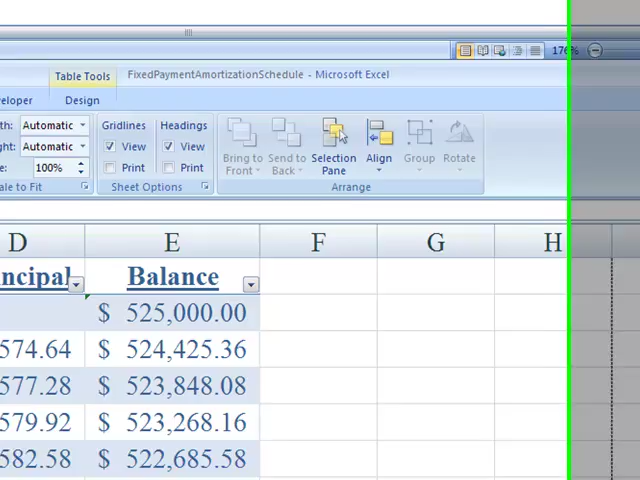 176%
Table Tools FixedPaymentAmortizationSchedule - Microsoft Excel
veloper Design
th: Automatic Gridlines Headings
ht: Automatic View View Bring to Front Send to Back Selection Pane Align Group Rotate
e: 100% Print Print
ale to Fit Sheet Options Arrange
D E F G H
ncipal Balance
$ 525,000.00
574.64 $ 524,425.36
577.28 $ 523,848.08
579.92 $ 523,268.16
582.58 $ 522,685.58